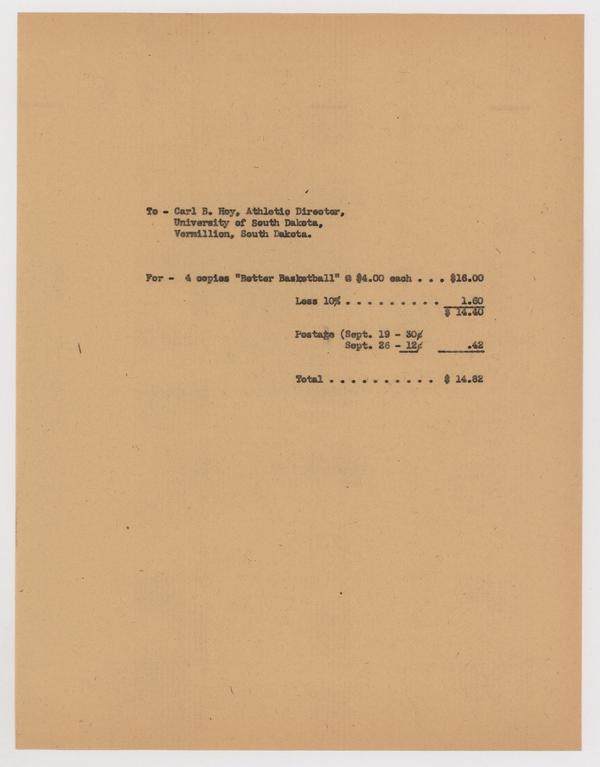 To - Carl B. Hoy, Athletic Director,
University of South Dakota,
Vermillion, South Dakota.
For - 4 copies "Better Basketball" @ $4.00 each . . . $16.00
Less 10% . . . . . . . . . 1.60
$ 14.40
Postage (Sept. 19 - 30¢
Sept. 26 - 12¢ .42
Total . . . . . . . . . . $ 14.82